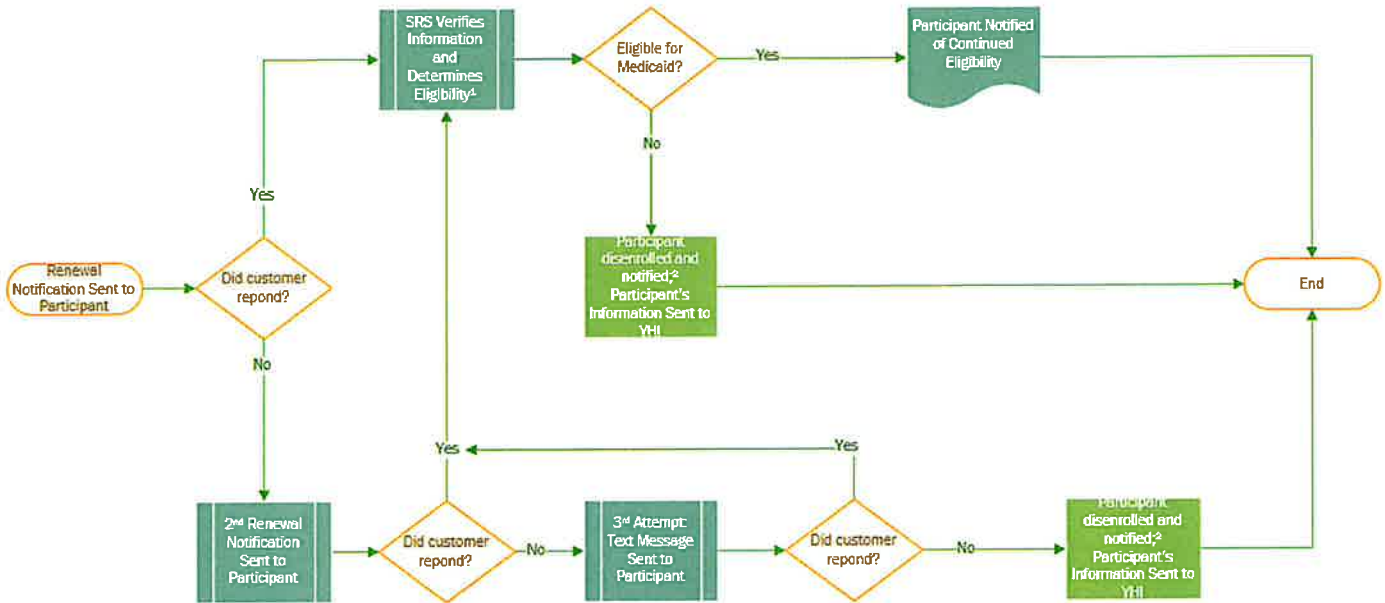 SRS Verifies
Information
and
Determines
Eligibility¹
Eligible for
Medicaid?
Yes
Participant Notified
of Continued
Eligibility
No
Yes
Renewal
Notification Sent to
Participant
Did customer
repond?
Participant
disenrolled and
notified;²
Participant's
Information Sent to
YHI
End
No
Yes
Yes
2nd Renewal
Notification
Sent to
Participant
Did customer
repond?
No
3rd Attempt:
Text Message
Sent to
Participant
Did customer
repond?
No
Participant
disenrolled and
notified;²
Participant's
Information Sent to
YHI